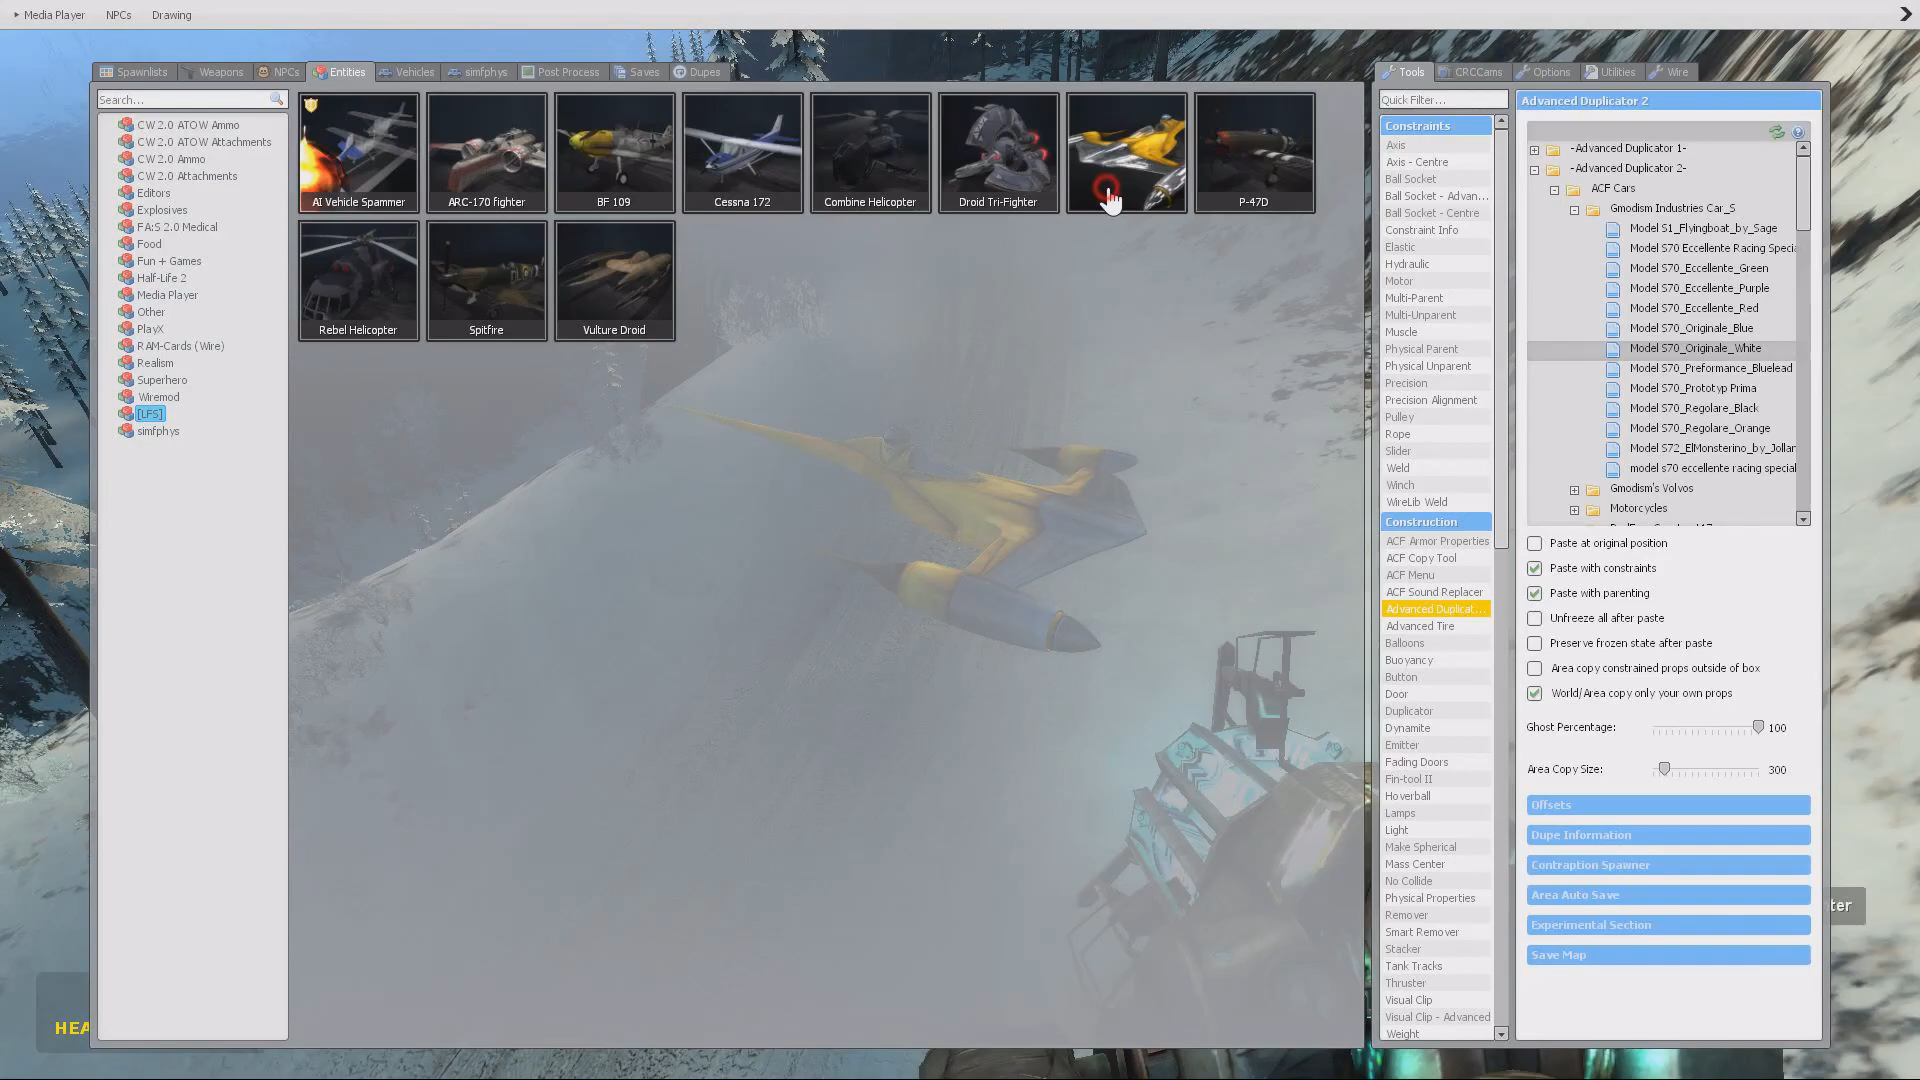 Media Player NPCs Drawing
Spawnlists Weapons NPCs Entities Vehicles simfphys Post Process Saves Dupes
Search...
CW 2.0 ATOW Ammo
CW 2.0 ATOW Attachments
CW 2.0 Ammo
CW 2.0 Attachments
Editors
Explosives
FA:S 2.0 Medical
Food
Fun + Games
Half-Life 2
Media Player
Other
PlayX
RAM-Cards (Wire)
Realism
Superhero
Wiremod
[LFS]
simfphys
AI Vehicle Spammer
ARC-170 fighter
BF 109
Cessna 172
Combine Helicopter
Droid Tri-Fighter
P-47D
Rebel Helicopter
Spitfire
Vulture Droid
HEA
Tools CRCCams Options Utilities Wire
Quick Filter...
Constraints
Axis
Axis - Centre
Ball Socket
Ball Socket - Advan...
Ball Socket - Centre
Constraint Info
Elastic
Hydraulic
Motor
Multi-Parent
Multi-Unparent
Muscle
Physical Parent
Physical Unparent
Precision
Precision Alignment
Pulley
Rope
Slider
Weld
Winch
WireLib Weld
Construction
ACF Armor Properties
ACF Copy Tool
ACF Menu
ACF Sound Replacer
Advanced Duplicat...
Advanced Tire
Balloons
Buoyancy
Button
Door
Duplicator
Dynamite
Emitter
Fading Doors
Fin-tool II
Hoverball
Lamps
Light
Make Spherical
Mass Center
No Collide
Physical Properties
Remover
Smart Remover
Stacker
Tank Tracks
Thruster
Visual Clip
Visual Clip - Advanced
Weight
Advanced Duplicator 2
-Advanced Duplicator 1-
-Advanced Duplicator 2-
ACF Cars
Gmodism Industries Car_S
Model S1_Flyingboat_by_Sage
Model S70 Eccellente Racing Specia
Model S70_Eccellente_Green
Model S70_Eccellente_Purple
Model S70_Eccellente_Red
Model S70_Originale_Blue
Model S70_Originale_White
Model S70_Preformance_Bluelead
Model S70_Prototyp Prima
Model S70_Regolare_Black
Model S70_Regolare_Orange
Model S72_ElMonsterino_by_Jollar
model s70 eccellente racing special
Gmodism's Volvos
Motorcycles
Paste at original position
Paste with constraints
Paste with parenting
Unfreeze all after paste
Preserve frozen state after paste
Area copy constrained props outside of box
World/Area copy only your own props
Ghost Percentage: 100
Area Copy Size: 300
Offsets
Dupe Information
Contraption Spawner
Area Auto Save
Experimental Section
Save Map
ter